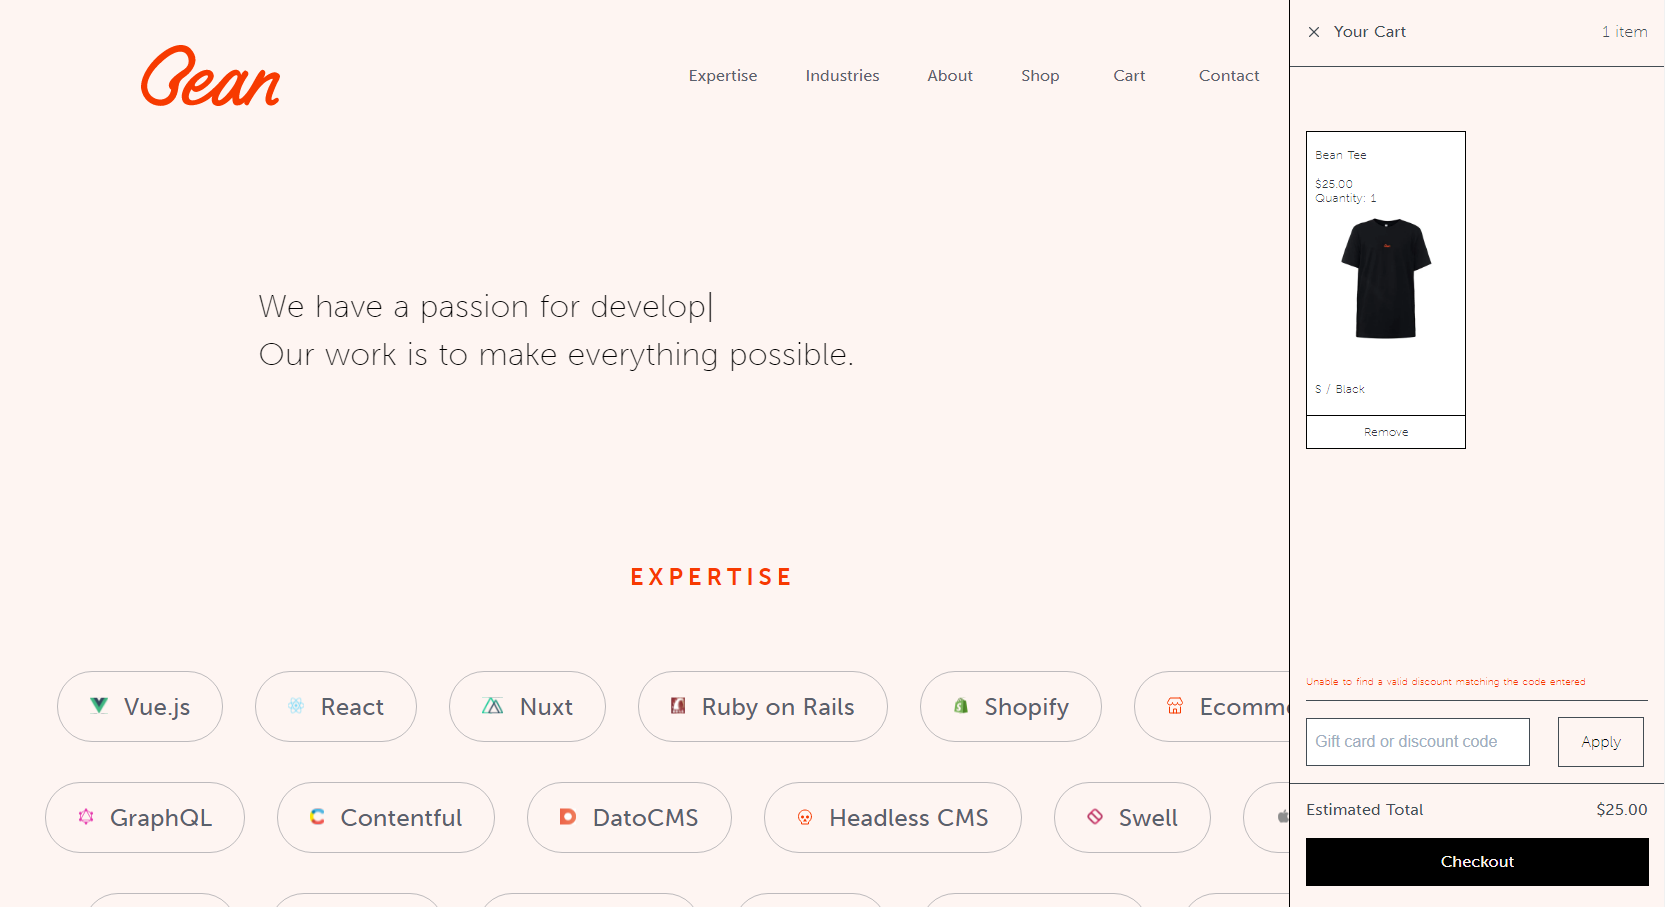 Bean
Expertise Industries About Shop Cart Contact
We have a passion for develop
Our work is to make everything possible.
EXPERTISE
Vue.js React Nuxt Ruby on Rails Shopify Ecomme
GraphQL Contentful DatoCMS Headless CMS Swell
Your Cart 1 item
Bean Tee
$25.00
Quantity: 1
Bean
S / Black
Remove
Unable to find a valid discount matching the code entered
Gift card or discount code Apply
Estimated Total $25.00
Checkout